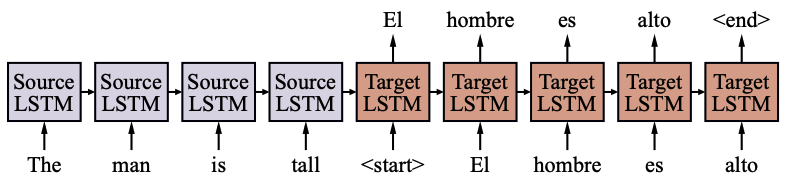 El hombre es alto <end>
Source LSTM Source LSTM Source LSTM Source LSTM Target LSTM Target LSTM Target LSTM Target LSTM Target LSTM
The man is tall <start> El hombre es alto